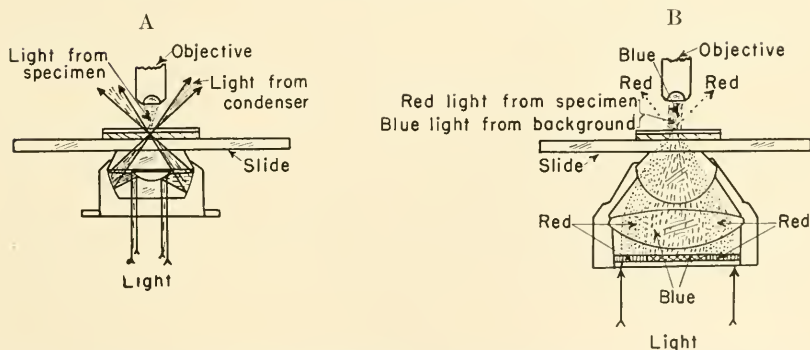 A
Light from
specimen
Objective
Light from
condenser
Slide
Light
B
Blue
Objective
Red
Red
Red light from specimen
Blue light from background
Slide
Red
Red
Blue
Light